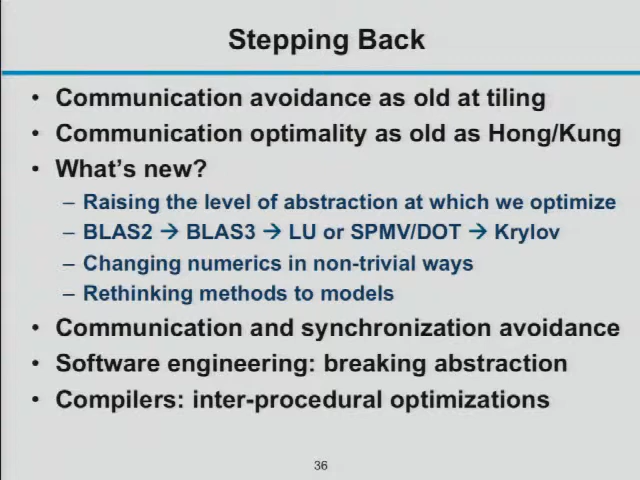 Stepping Back
• Communication avoidance as old at tiling
• Communication optimality as old as Hong/Kung
• What's new?
– Raising the level of abstraction at which we optimize
– BLAS2 → BLAS3 → LU or SPMV/DOT → Krylov
– Changing numerics in non-trivial ways
– Rethinking methods to models
• Communication and synchronization avoidance
• Software engineering: breaking abstraction
• Compilers: inter-procedural optimizations
36